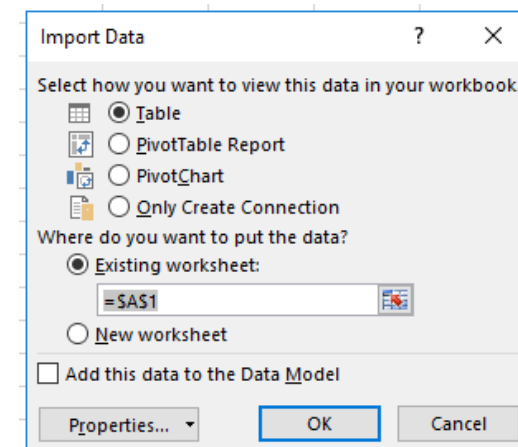 Import Data ?
Select how you want to view this data in your workbook
Table
PivotTable Report
PivotChart
Only Create Connection
Where do you want to put the data?
Existing worksheet:
=$A$1
New worksheet
Add this data to the Data Model
Properties...
OK
Cancel